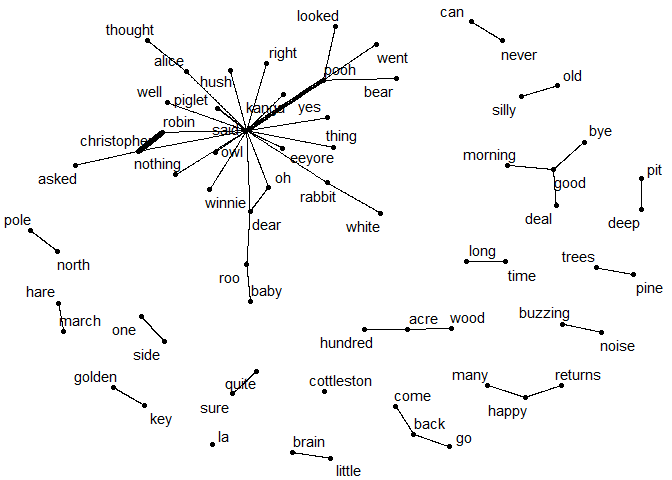 looked
can
thought
right
went
never
alice
pooh
hush
bear
old
well
piglet
kanga
yes
silly
robin
said
bye
christopher
thing
owl
eeyore
morning
nothing
asked
oh
good
pit
winnie
rabbit
dear
white
deal
deep
pole
north
long
trees
roo
time
pine
hare
baby
march
one
acre
wood
buzzing
side
hundred
noise
golden
quite
cottleston
many
returns
sure
come
happy
key
back
la
brain
go
little